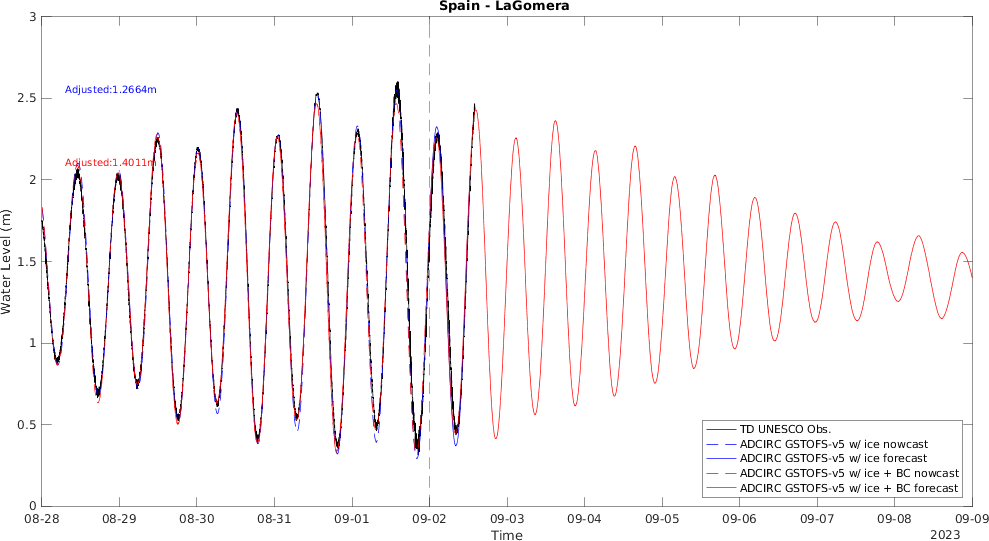 Spain - LaGomera
3
2.5
2
1.5
1
0.5
0
Water Level (m)
Adjusted:1.2664m
Adjusted:1.4011m
TD UNESCO Obs.
ADCIRC GSTOFS-v5 w/ ice nowcast
ADCIRC GSTOFS-v5 w/ ice forecast
ADCIRC GSTOFS-v5 w/ ice + BC nowcast
ADCIRC GSTOFS-v5 w/ ice + BC forecast
08-28 08-29 08-30 08-31 09-01 09-02 09-03 09-04 09-05 09-06 09-07 09-08 09-09
Time
2023